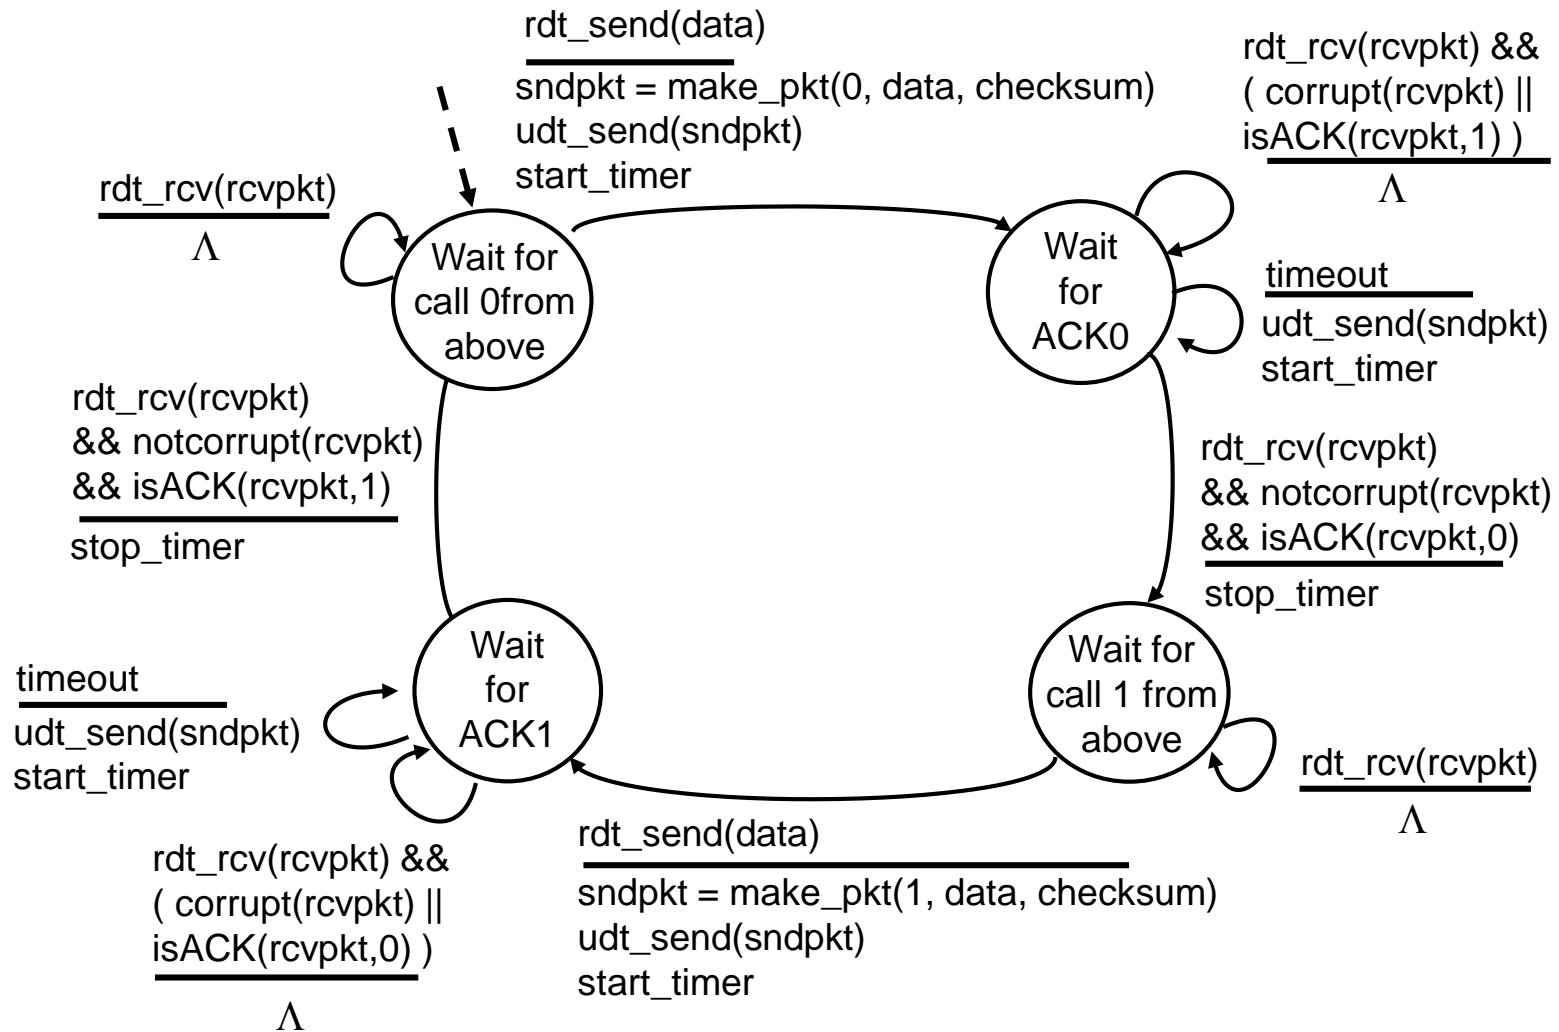 rdt_send(data)
sndpkt = make_pkt(0, data, checksum)
udt_send(sndpkt)
start_timer
rdt_rcv(rcvpkt) &&
( corrupt(rcvpkt) ||
isACK(rcvpkt,1) )
Λ
rdt_rcv(rcvpkt)
Λ
Wait for
call 0from
above
Wait
for
ACK0
timeout
udt_send(sndpkt)
start_timer
rdt_rcv(rcvpkt)
&& notcorrupt(rcvpkt)
&& isACK(rcvpkt,1)
stop_timer
rdt_rcv(rcvpkt)
&& notcorrupt(rcvpkt)
&& isACK(rcvpkt,0)
stop_timer
Wait
for
ACK1
Wait for
call 1 from
above
timeout
udt_send(sndpkt)
start_timer
rdt_rcv(rcvpkt)
Λ
rdt_rcv(rcvpkt) &&
( corrupt(rcvpkt) ||
isACK(rcvpkt,0) )
Λ
rdt_send(data)
sndpkt = make_pkt(1, data, checksum)
udt_send(sndpkt)
start_timer